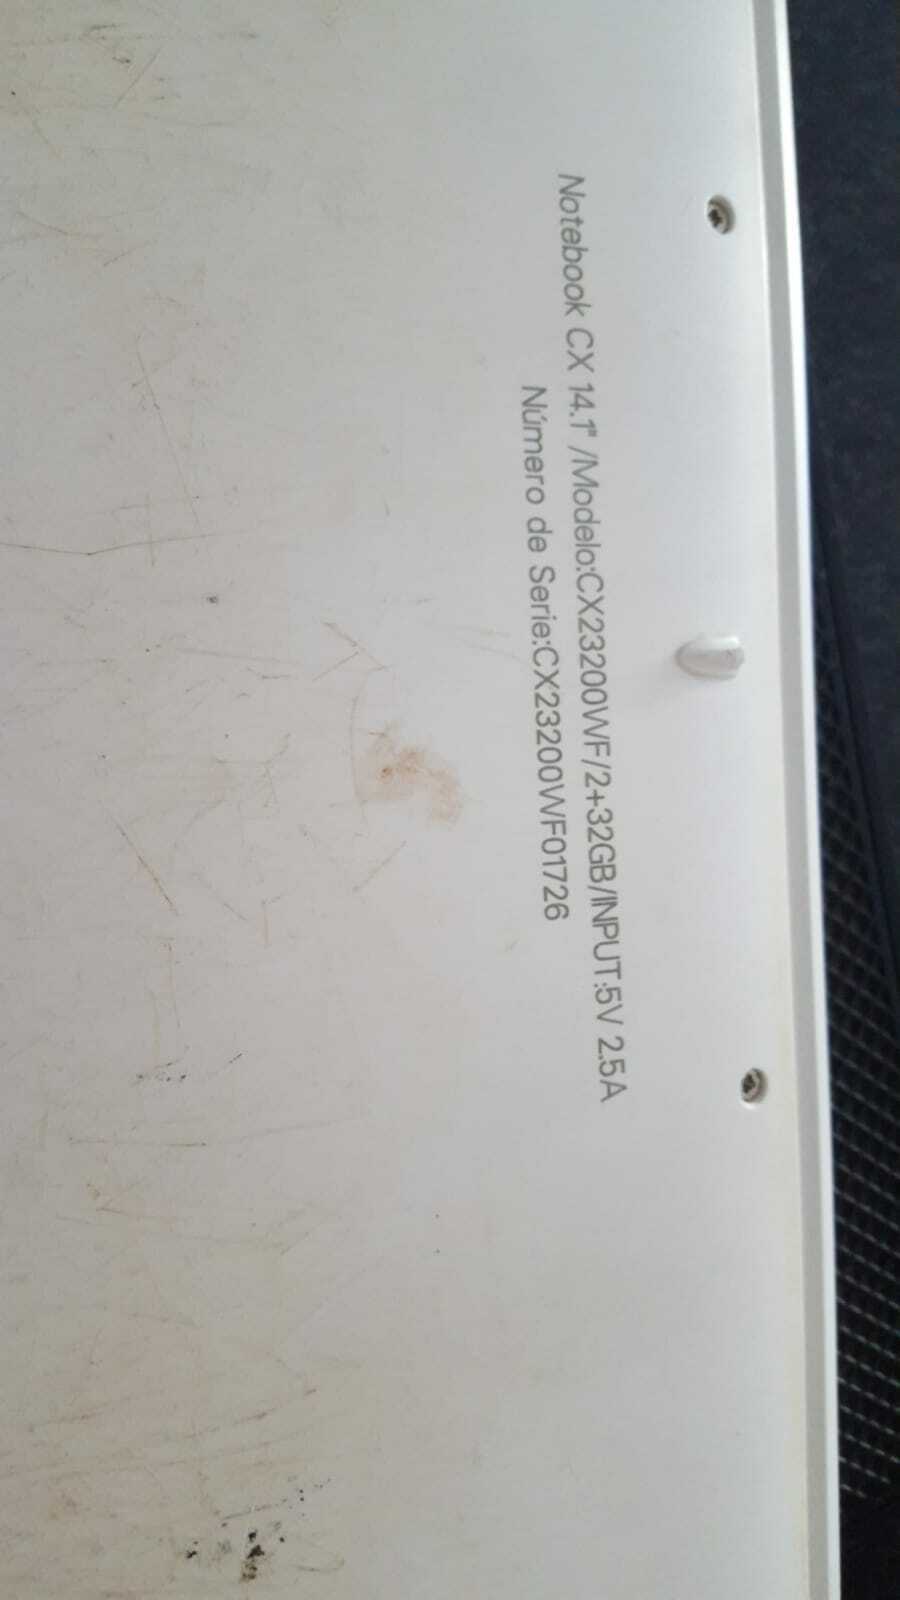 Notebook CX 14.1" /Modelo:CX23200WF/2+32GB/INPUT:5V 2.5A
Número de Serie:CX23200WF01726